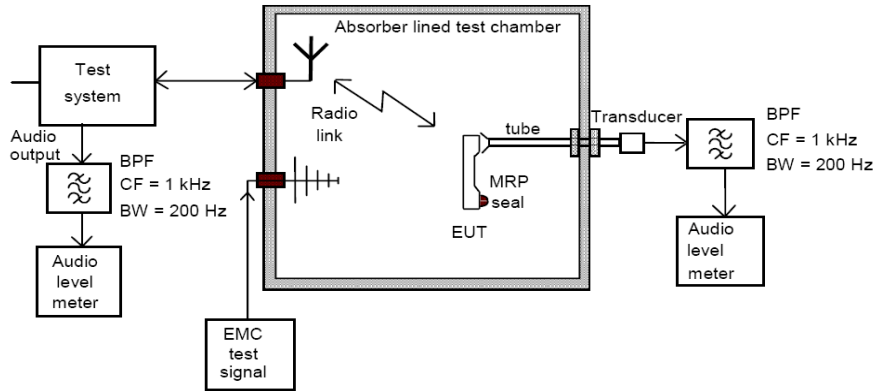 Absorber lined test chamber
Test
system
Radio
link
Audio
output
BPF
CF = 1 kHz
BW = 200 Hz
Audio
level
meter
EMC
test
signal
tube
MRP
seal
EUT
Transducer
BPF
CF = 1 kHz
BW = 200 Hz
Audio
level
meter